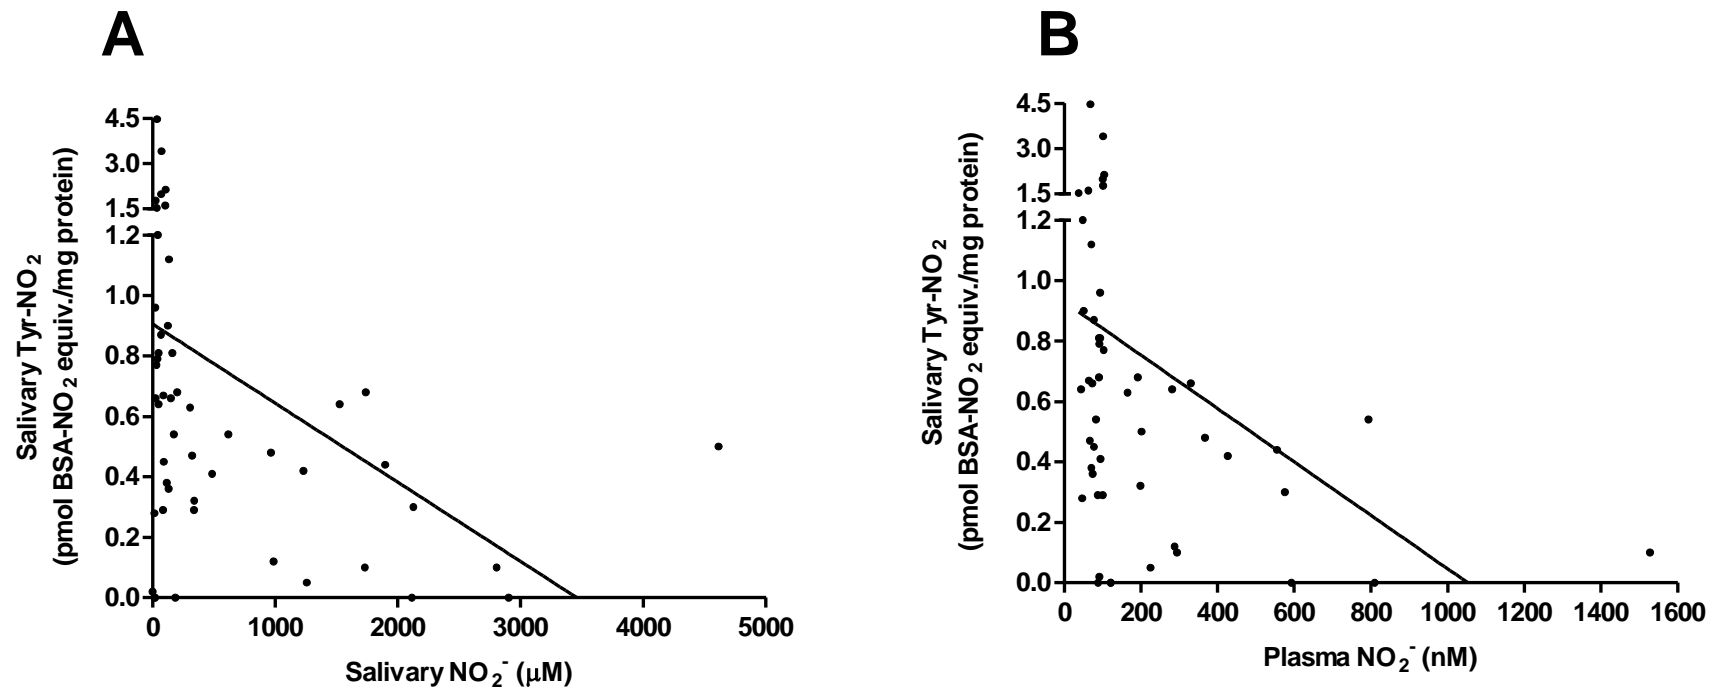 A
Salivary Tyr-NO2
(pmol BSA-NO2 equiv./mg protein)
4.5
3.0
1.5
1.2
1.0
0.8
0.6
0.4
0.2
0.0
0 1000 2000 3000 4000 5000
Salivary NO2- (μM)
B
Salivary Tyr-NO2
(pmol BSA-NO2 equiv./mg protein)
4.5
3.0
1.5
1.2
1.0
0.8
0.6
0.4
0.2
0.0
0 200 400 600 800 1000 1200 1400 1600
Plasma NO2- (nM)